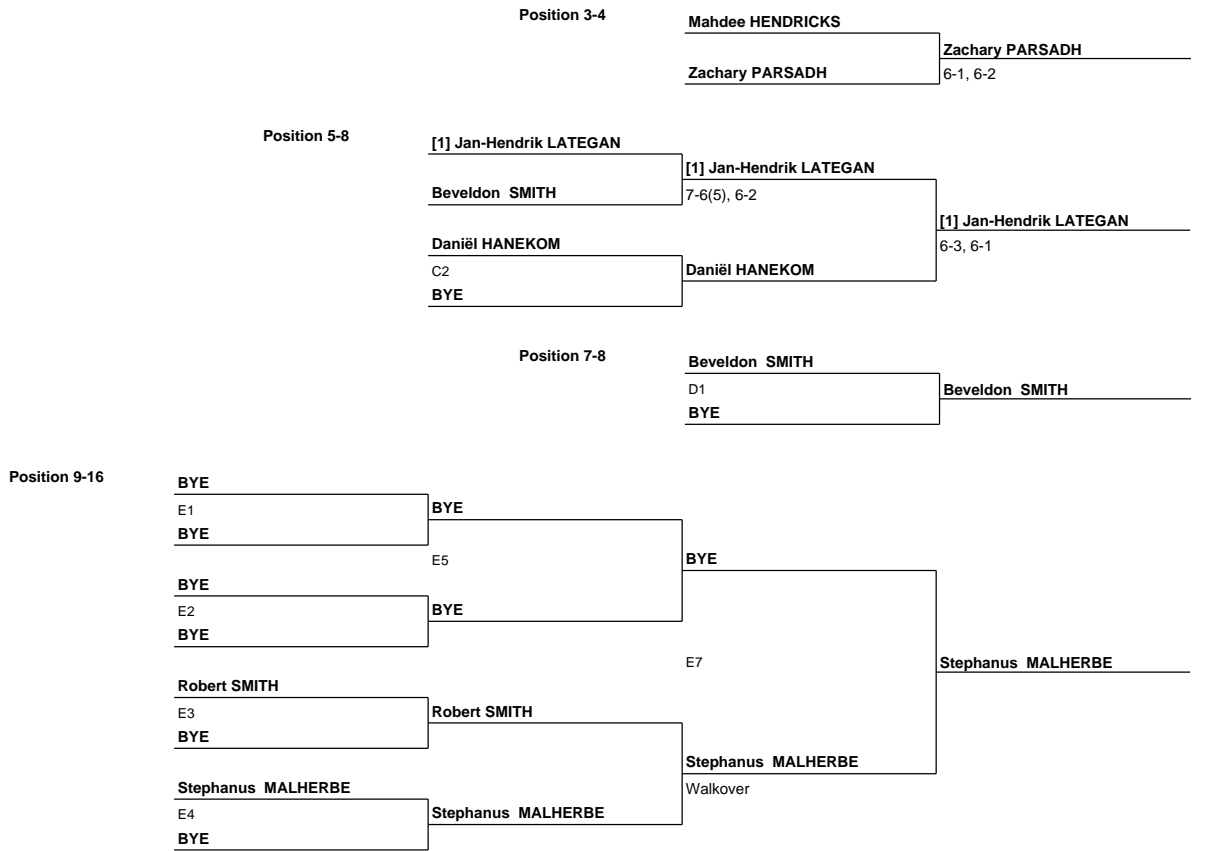 Position 3-4
Mahdee HENDRICKS
Zachary PARSADH
Zachary PARSADH
6-1, 6-2
Position 5-8
[1] Jan-Hendrik LATEGAN
[1] Jan-Hendrik LATEGAN
Beveldon SMITH
7-6(5), 6-2
[1] Jan-Hendrik LATEGAN
Daniël HANEKOM
6-3, 6-1
C2
Daniël HANEKOM
BYE
Position 7-8
Beveldon SMITH
D1
Beveldon SMITH
BYE
Position 9-16
BYE
E1
BYE
BYE
E5
BYE
BYE
E2
BYE
BYE
E7
Stephanus MALHERBE
Robert SMITH
E3
Robert SMITH
BYE
Stephanus MALHERBE
Stephanus MALHERBE
Walkover
E4
Stephanus MALHERBE
BYE